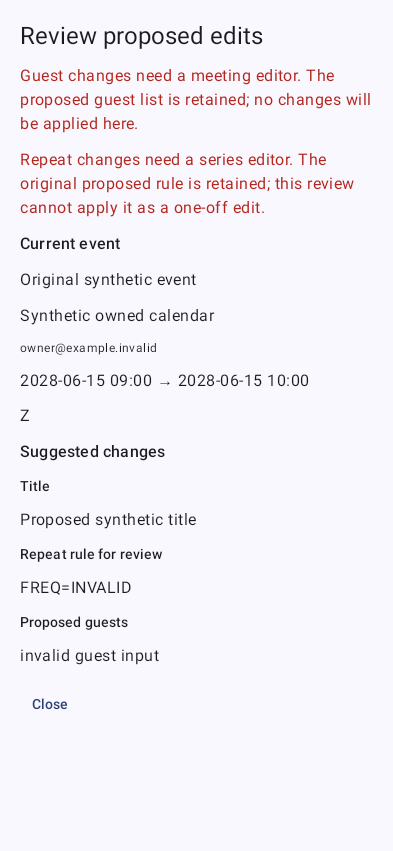 Review proposed edits
Guest changes need a meeting editor. The
proposed guest list is retained; no changes will
be applied here.
Repeat changes need a series editor. The
original proposed rule is retained; this review
cannot apply it as a one-off edit.
Current event
Original synthetic event
Synthetic owned calendar
owner@example.invalid
2028-06-15 09:00 → 2028-06-15 10:00
Z
Suggested changes
Title
Proposed synthetic title
Repeat rule for review
FREQ=INVALID
Proposed guests
invalid guest input
Close